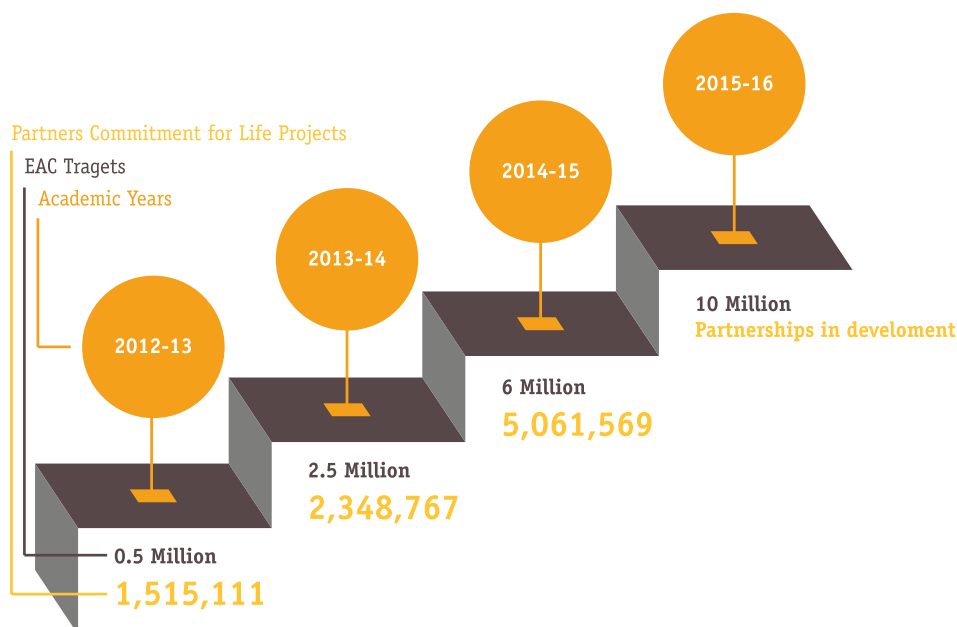 Partners Commitment for Life Projects
EAC Tragets
Academic Years
2012-13
0.5 Million
1,515,111
2013-14
2.5 Million
2,348,767
2014-15
6 Million
5,061,569
2015-16
10 Million
Partnerships in develoment